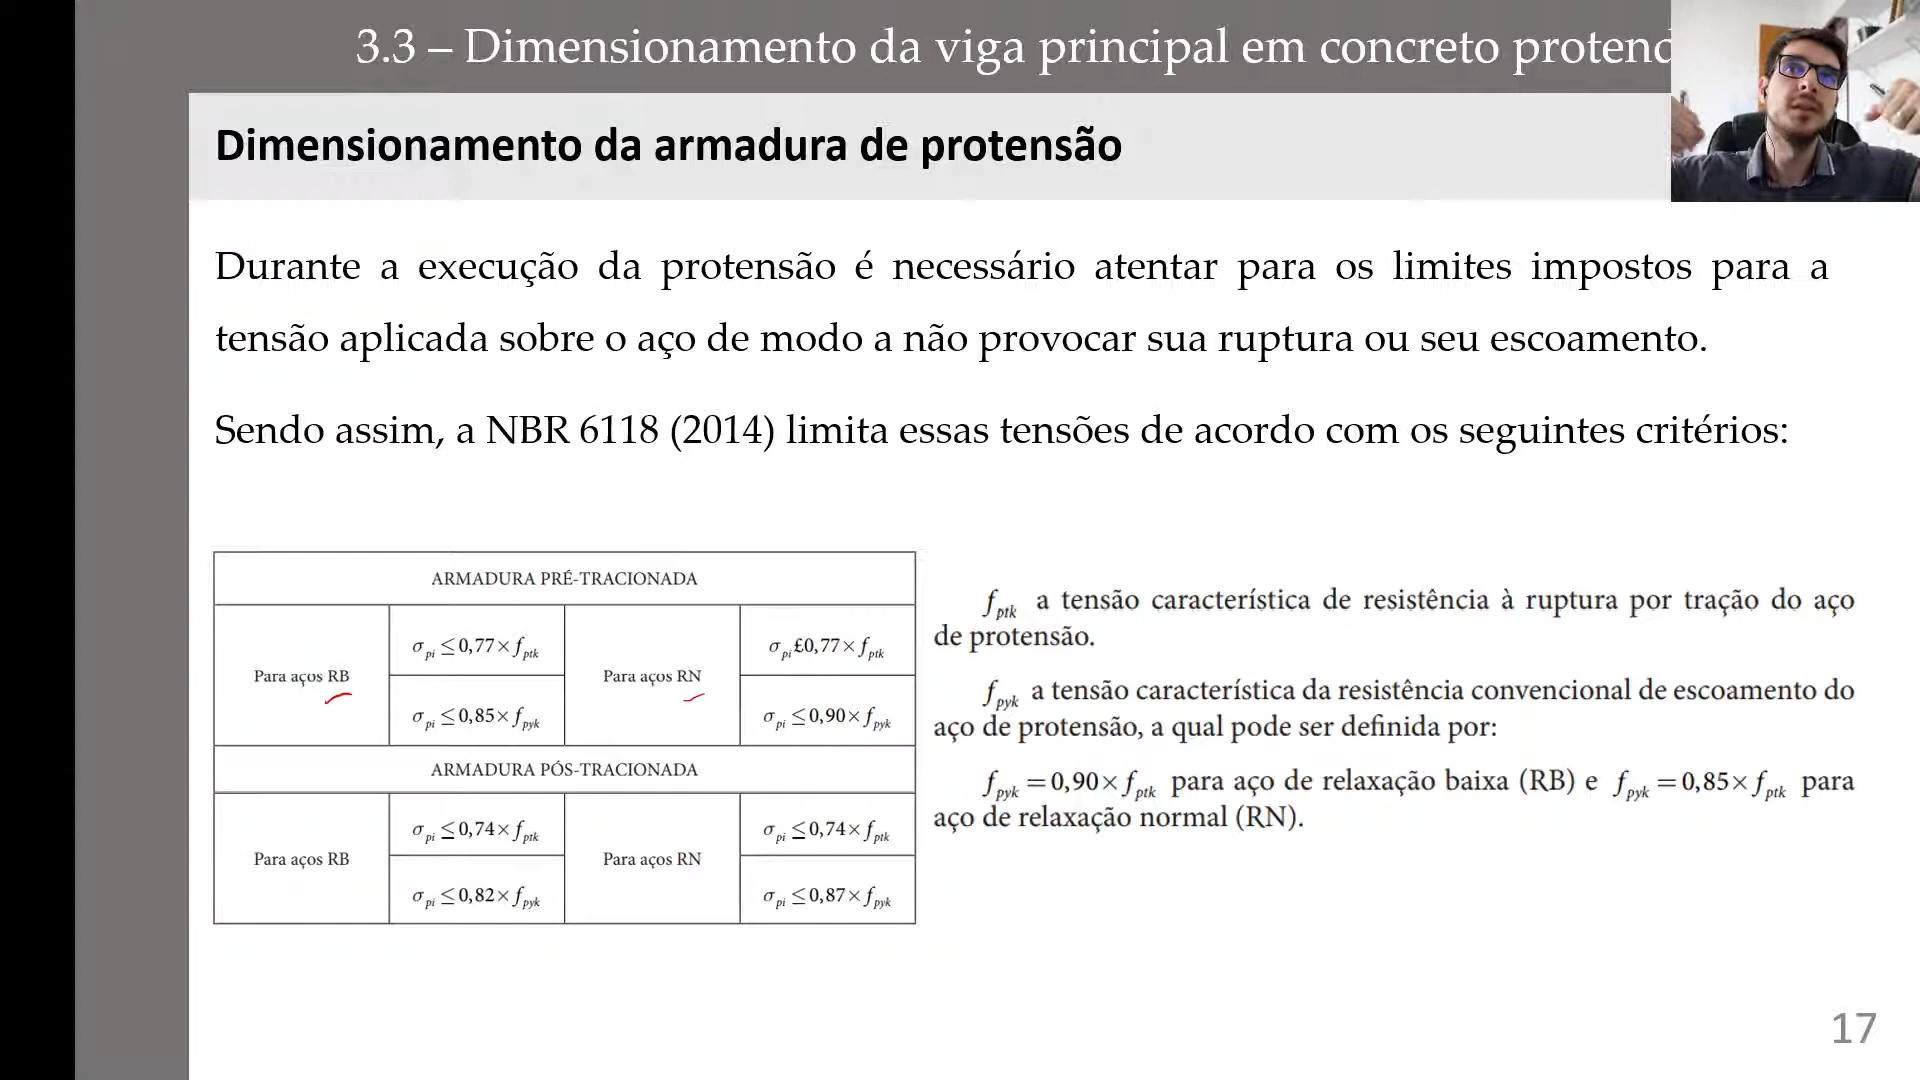 3.3 – Dimensionamento da viga principal em concreto protend
Dimensionamento da armadura de protensão
Durante a execução da protensão é necessário atentar para os limites impostos para a
tensão aplicada sobre o aço de modo a não provocar sua ruptura ou seu escoamento.
Sendo assim, a NBR 6118 (2014) limita essas tensões de acordo com os seguintes critérios:
ARMADURA PRÉ-TRACIONADA
Para aços RB
σpi ≤ 0,77 × fptk
σpi ≤ 0,85 × fpyk
Para aços RN
σpi £0,77 × fptk
σpi ≤ 0,90 × fpyk
ARMADURA PÓS-TRACIONADA
Para aços RB
σpi ≤ 0,74 × fptk
σpi ≤ 0,82 × fpyk
Para aços RN
σpi ≤ 0,74 × fptk
σpi ≤ 0,87 × fpyk
fptk a tensão característica de resistência à ruptura por tração do aço
de protensão.
fpyk a tensão característica da resistência convencional de escoamento do
aço de protensão, a qual pode ser definida por:
fpyk = 0,90 × fptk para aço de relaxação baixa (RB) e fpyk = 0,85 × fptk para
aço de relaxação normal (RN).
17